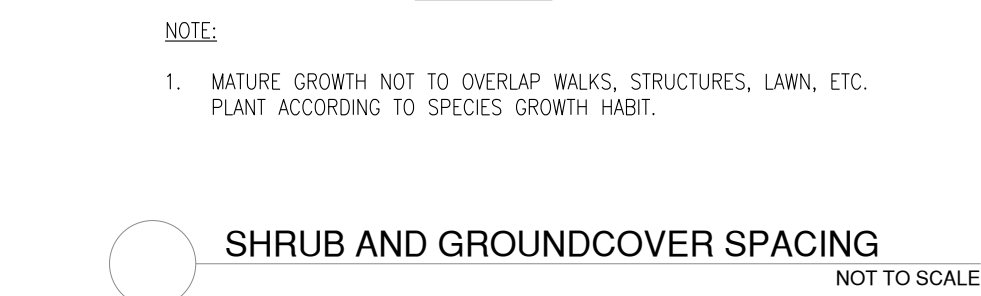 NOTE:
1. MATURE GROWTH NOT TO OVERLAP WALKS, STRUCTURES, LAWN, ETC.
PLANT ACCORDING TO SPECIES GROWTH HABIT.
SHRUB AND GROUNDCOVER SPACING
NOT TO SCALE